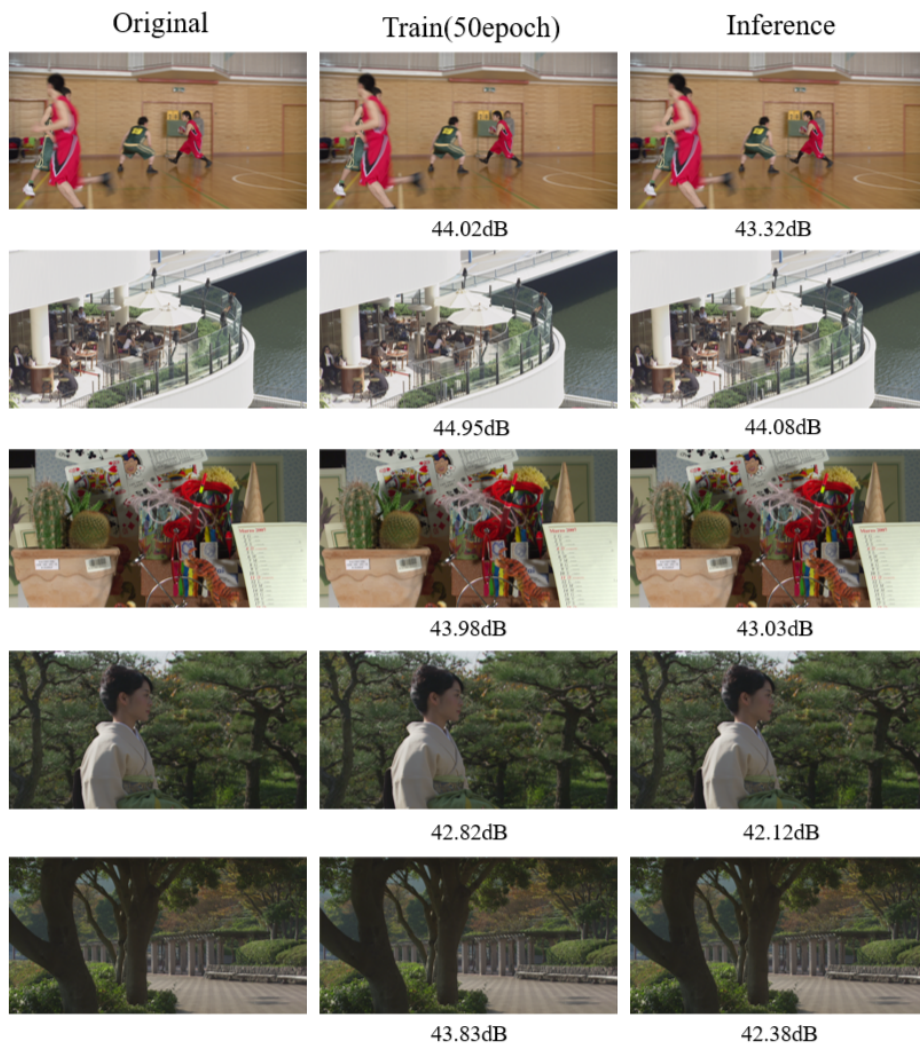 Original Train(50epoch) Inference
44.02dB 43.32dB
44.95dB 44.08dB
43.98dB 43.03dB
42.82dB 42.12dB
43.83dB 42.38dB